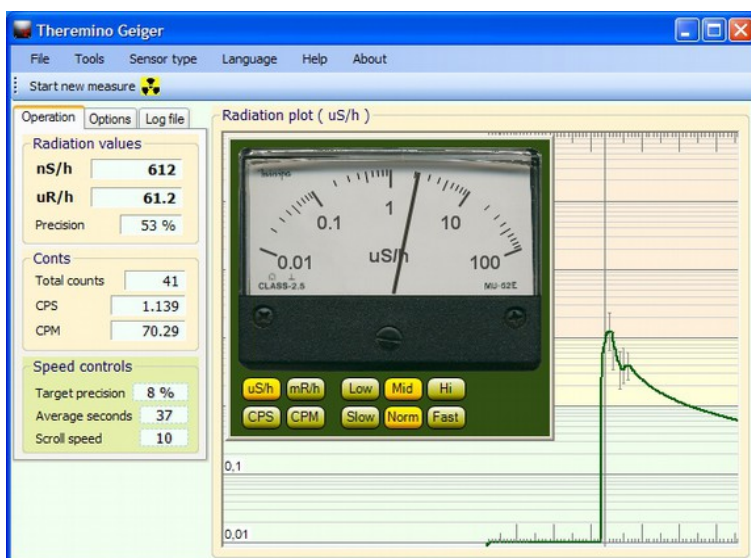 Theremino Geiger
File Tools Sensor type Language Help About
Start new measure
Operation Options Log file
Radiation values
nS/h 612
uR/h 61.2
Precision 53 %
Conts
Total counts 41
CPS 1.139
CPM 70.29
Speed controls
Target precision 8 %
Average seconds 37
Scroll speed 10
Radiation plot ( uS/h )
0.01 0.1 1 10 100
uS/h
CLASS-2.5 MU-52E
uS/h mR/h Low Mid Hi
CPS CPM Slow Norm Fast
0,1
0,01